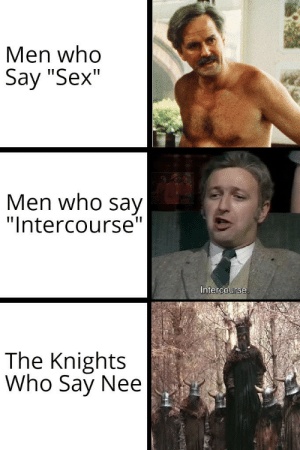 Men who
Say "Sex"
Men who say
"Intercourse"
Intercourse
The Knights
Who Say Nee